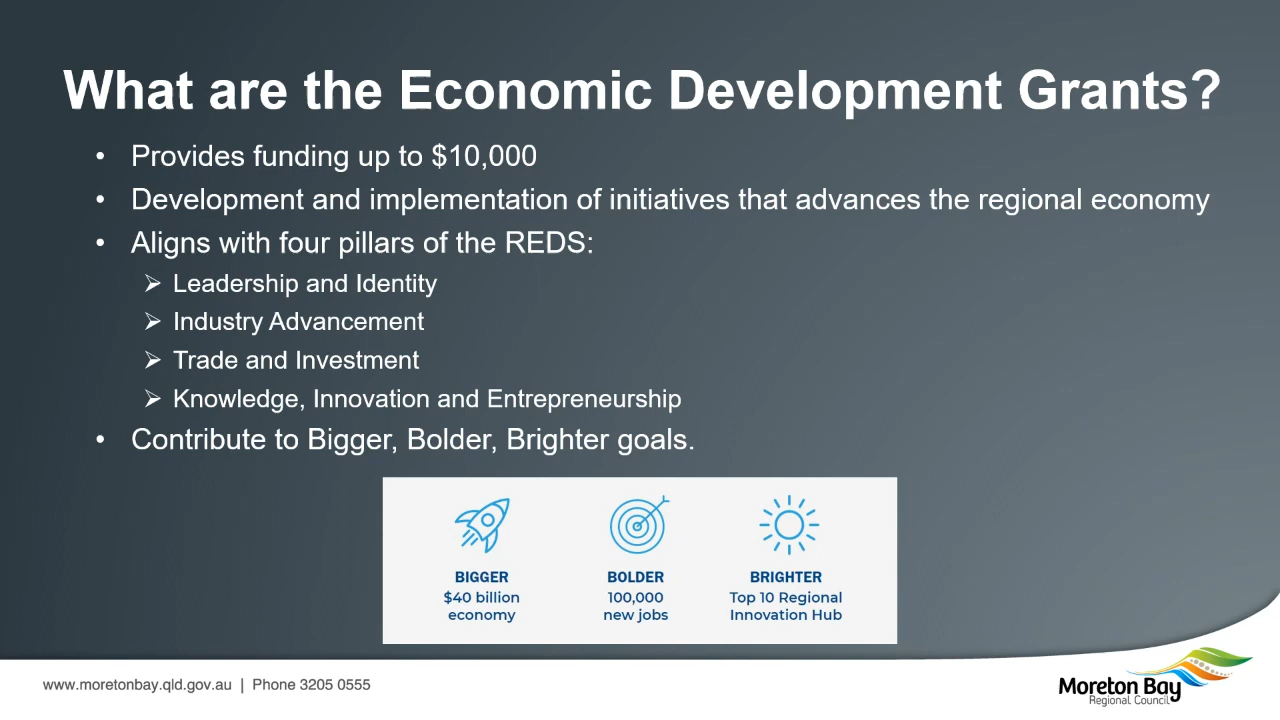 What are the Economic Development Grants?
• Provides funding up to $10,000
• Development and implementation of initiatives that advances the regional economy
• Aligns with four pillars of the REDS:
➢ Leadership and Identity
➢ Industry Advancement
➢ Trade and Investment
➢ Knowledge, Innovation and Entrepreneurship
• Contribute to Bigger, Bolder, Brighter goals.
BIGGER
$40 billion
economy
BOLDER
100,000
new jobs
BRIGHTER
Top 10 Regional
Innovation Hub
www.moretonbay.qld.gov.au | Phone 3205 0555
Moreton Bay
Regional Council